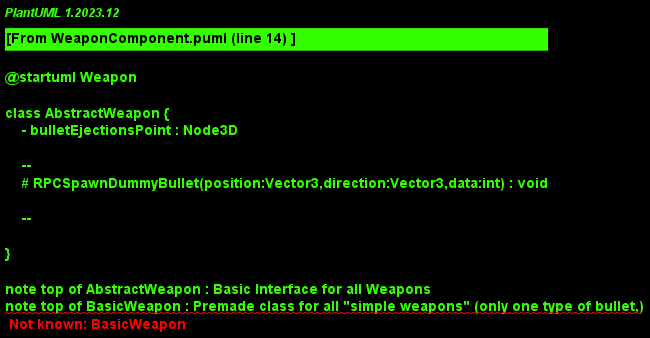 PlantUML 1.2023.12
[From WeaponComponent.puml (line 14) ]
@startuml Weapon
class AbstractWeapon {
- bulletEjectionsPoint : Node3D
--
# RPCSpawnDummyBullet(position:Vector3,direction:Vector3,data:int) : void
--
}
note top of AbstractWeapon : Basic Interface for all Weapons
note top of BasicWeapon : Premade class for all "simple weapons" (only one type of bullet,)
Not known: BasicWeapon